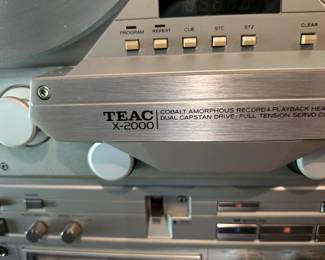 PROGRAM REPEAT CUE STC STZ CLEAR
TEAC
X-2000
COBALT AMORPHOUS RECORD & PLAYBACK HEA
DUAL CAPSTAN DRIVE / FULL TENSION SERVO C